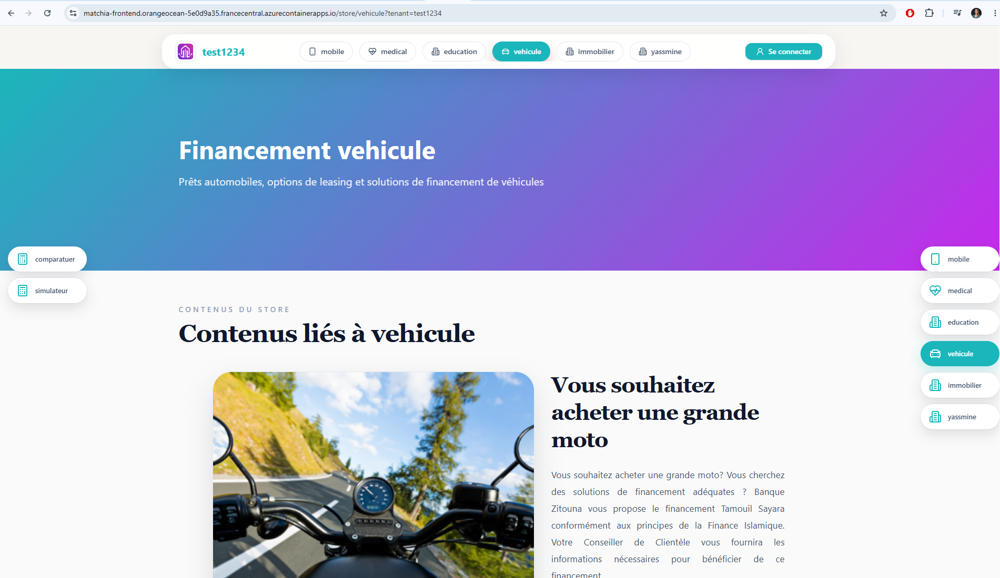 matchia-frontend.orangeocean-5e0d9a35.francecentral.azurecontainerapps.io/store/vehicule?tenant=test1234
test1234
mobile
medical
education
vehicule
immobilier
yassmine
Se connecter
Financement vehicule
Prêts automobiles, options de leasing et solutions de financement de véhicules
comparatuer
simulateur
mobile
medical
education
vehicule
immobilier
yassmine
CONTENUS DU STORE
Contenus liés à vehicule
Vous souhaitez
acheter une grande
moto
Vous souhaitez acheter une grande moto? Vous cherchez
des solutions de financement adéquates ? Banque
Zitouna vous propose le financement Tamouil Sayara
conformément aux principes de la Finance Islamique.
Votre Conseiller de Clientèle vous fournira les
informations nécessaires pour bénéficier de ce
financement